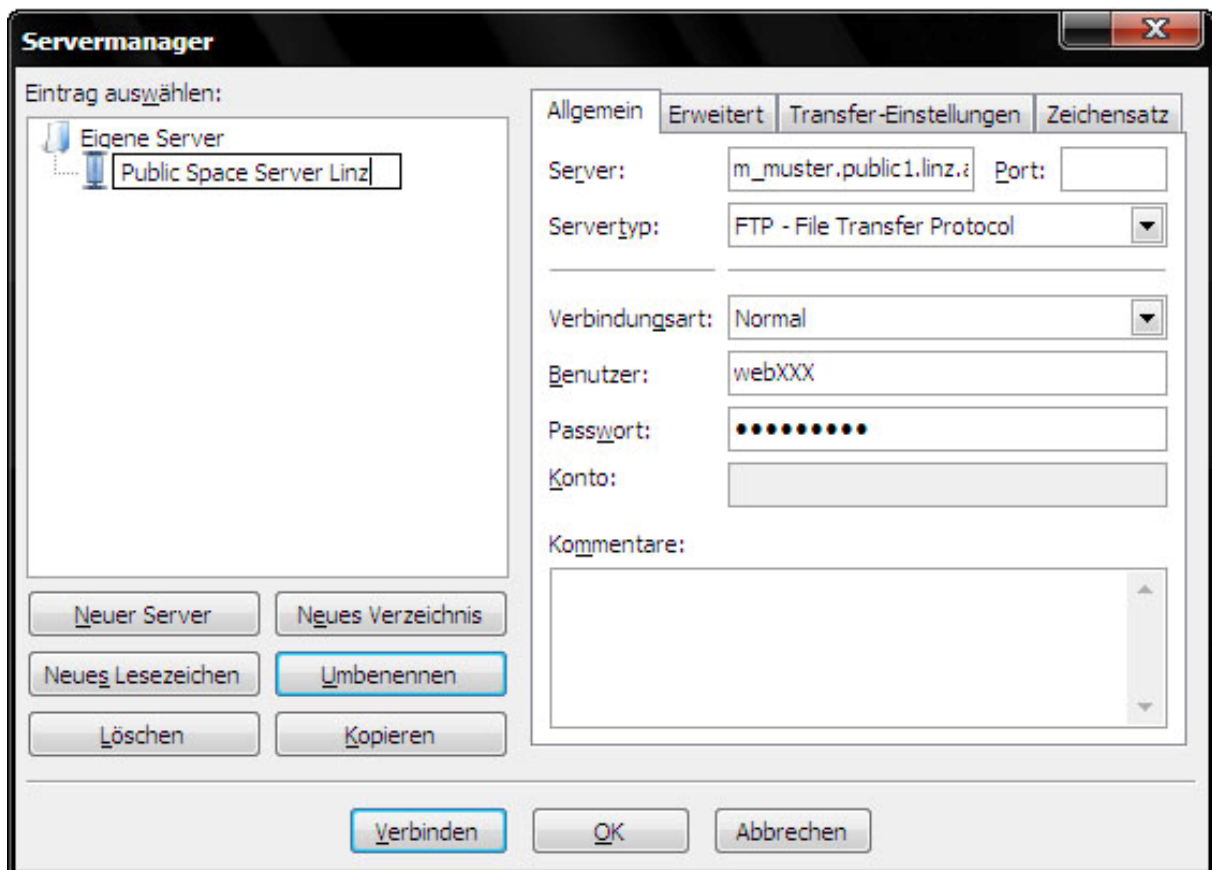 Servermanager
Eintrag auswählen:
Eigene Server
Public Space Server Linz
Neuer Server Neues Verzeichnis
Neues Lesezeichen Umbenennen
Löschen Kopieren
Allgemein Erweitert Transfer-Einstellungen Zeichensatz
Server: m_muster.public1.linz.a Port:
Servertyp: FTP - File Transfer Protocol
Verbindungsart: Normal
Benutzer: webXXX
Passwort: •••••••••
Konto:
Kommentare:
Verbinden OK Abbrechen